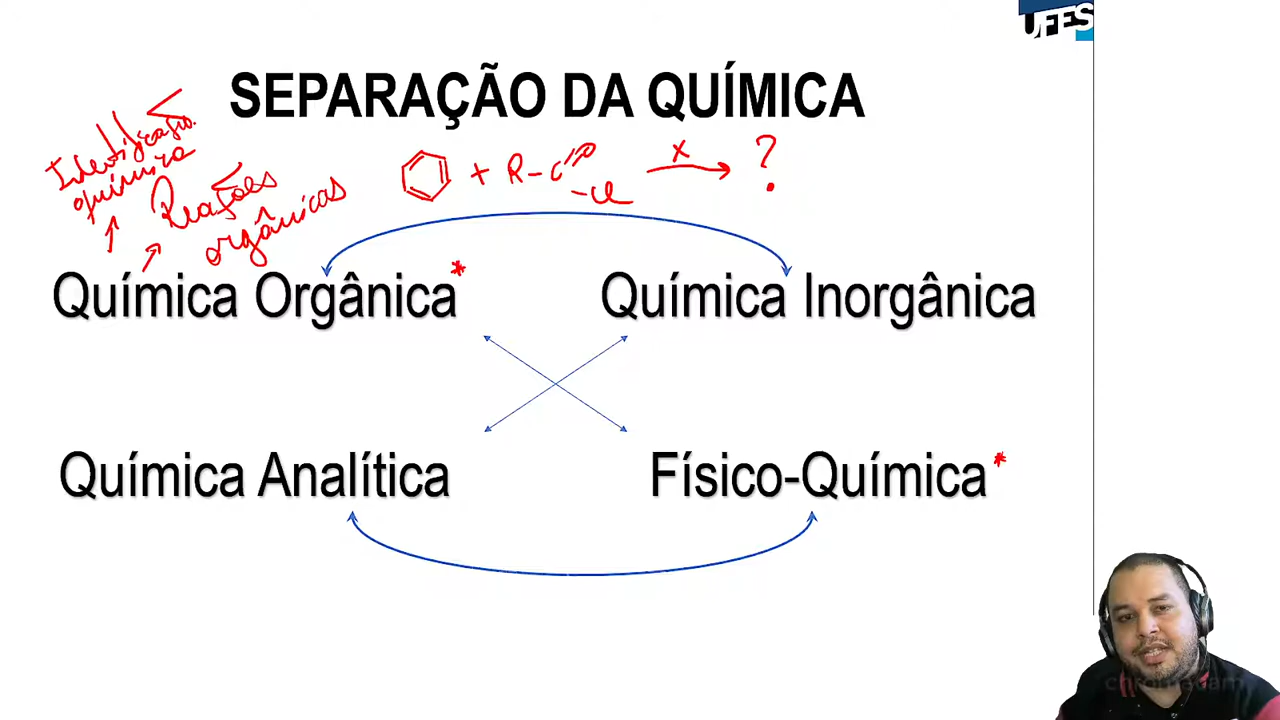 UFES
SEPARAÇÃO DA QUÍMICA
Identificação
química
Reações
orgânicas
+ R-C=O
-Cl
x
?
Química Orgânica*
Química Inorgânica
Química Analítica
Físico-Química*